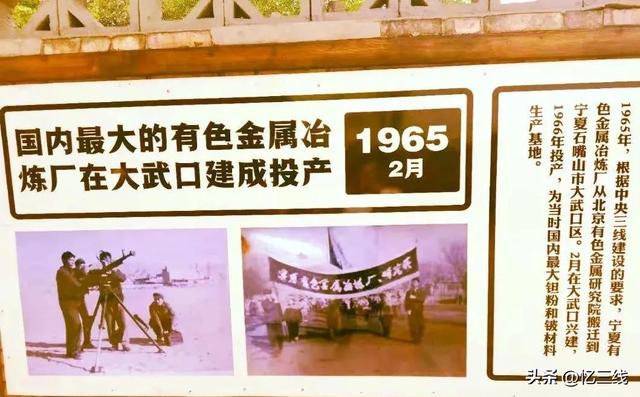 国内最大的有色金属冶
炼厂在大武口建成投产
1965
2月
1965年，根据中央三线建设的要求，宁夏有
色金属冶炼厂从北京有色金属研究院搬迁到
宁夏石嘴山市大武口区。2月在大武口兴建，
1966年投产，为当时国内最大钽粉和铍材料
生产基地。
宁夏有色金属冶炼厂、
头条 @忆三线